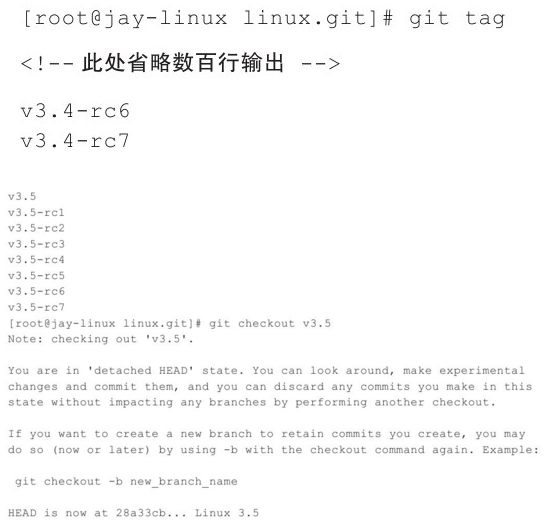 [root@jay-linux linux.git]# git tag
<!-- 此处省略数百行输出 -->
v3.4-rc6
v3.4-rc7
v3.5
v3.5-rc1
v3.5-rc2
v3.5-rc3
v3.5-rc4
v3.5-rc5
v3.5-rc6
v3.5-rc7
[root@jay-linux linux.git]# git checkout v3.5
Note: checking out 'v3.5'.
You are in 'detached HEAD' state. You can look around, make experimental
changes and commit them, and you can discard any commits you make in this
state without impacting any branches by performing another checkout.
If you want to create a new branch to retain commits you create, you may
do so (now or later) by using -b with the checkout command again. Example:
git checkout -b new_branch_name
HEAD is now at 28a33cb... Linux 3.5